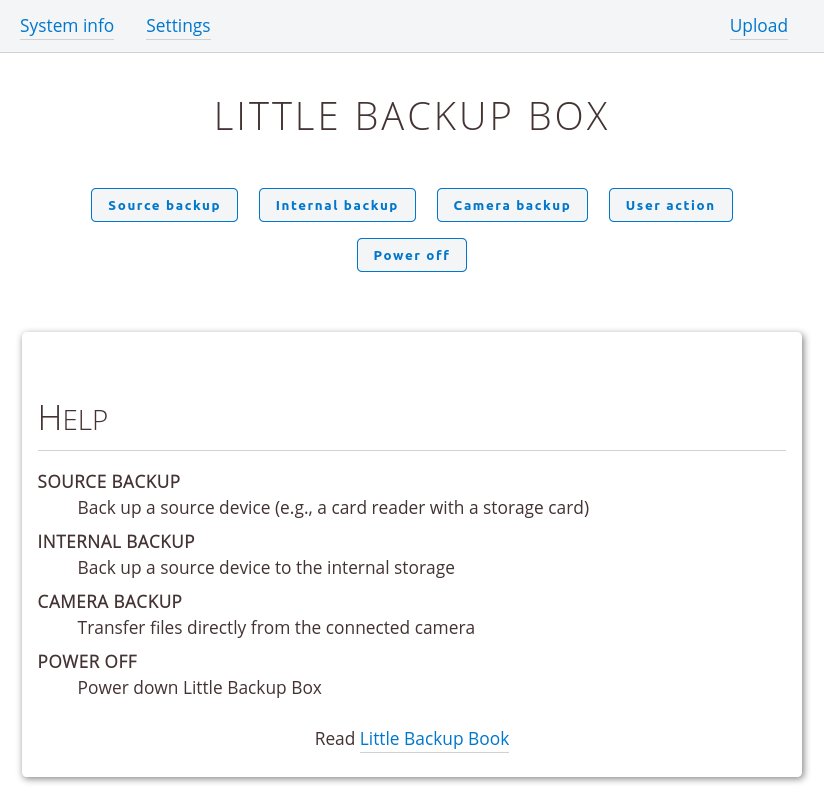 System info Settings Upload
LITTLE BACKUP BOX
Source backup Internal backup Camera backup User action
Power off
HELP
SOURCE BACKUP
Back up a source device (e.g., a card reader with a storage card)
INTERNAL BACKUP
Back up a source device to the internal storage
CAMERA BACKUP
Transfer files directly from the connected camera
POWER OFF
Power down Little Backup Box
Read Little Backup Book